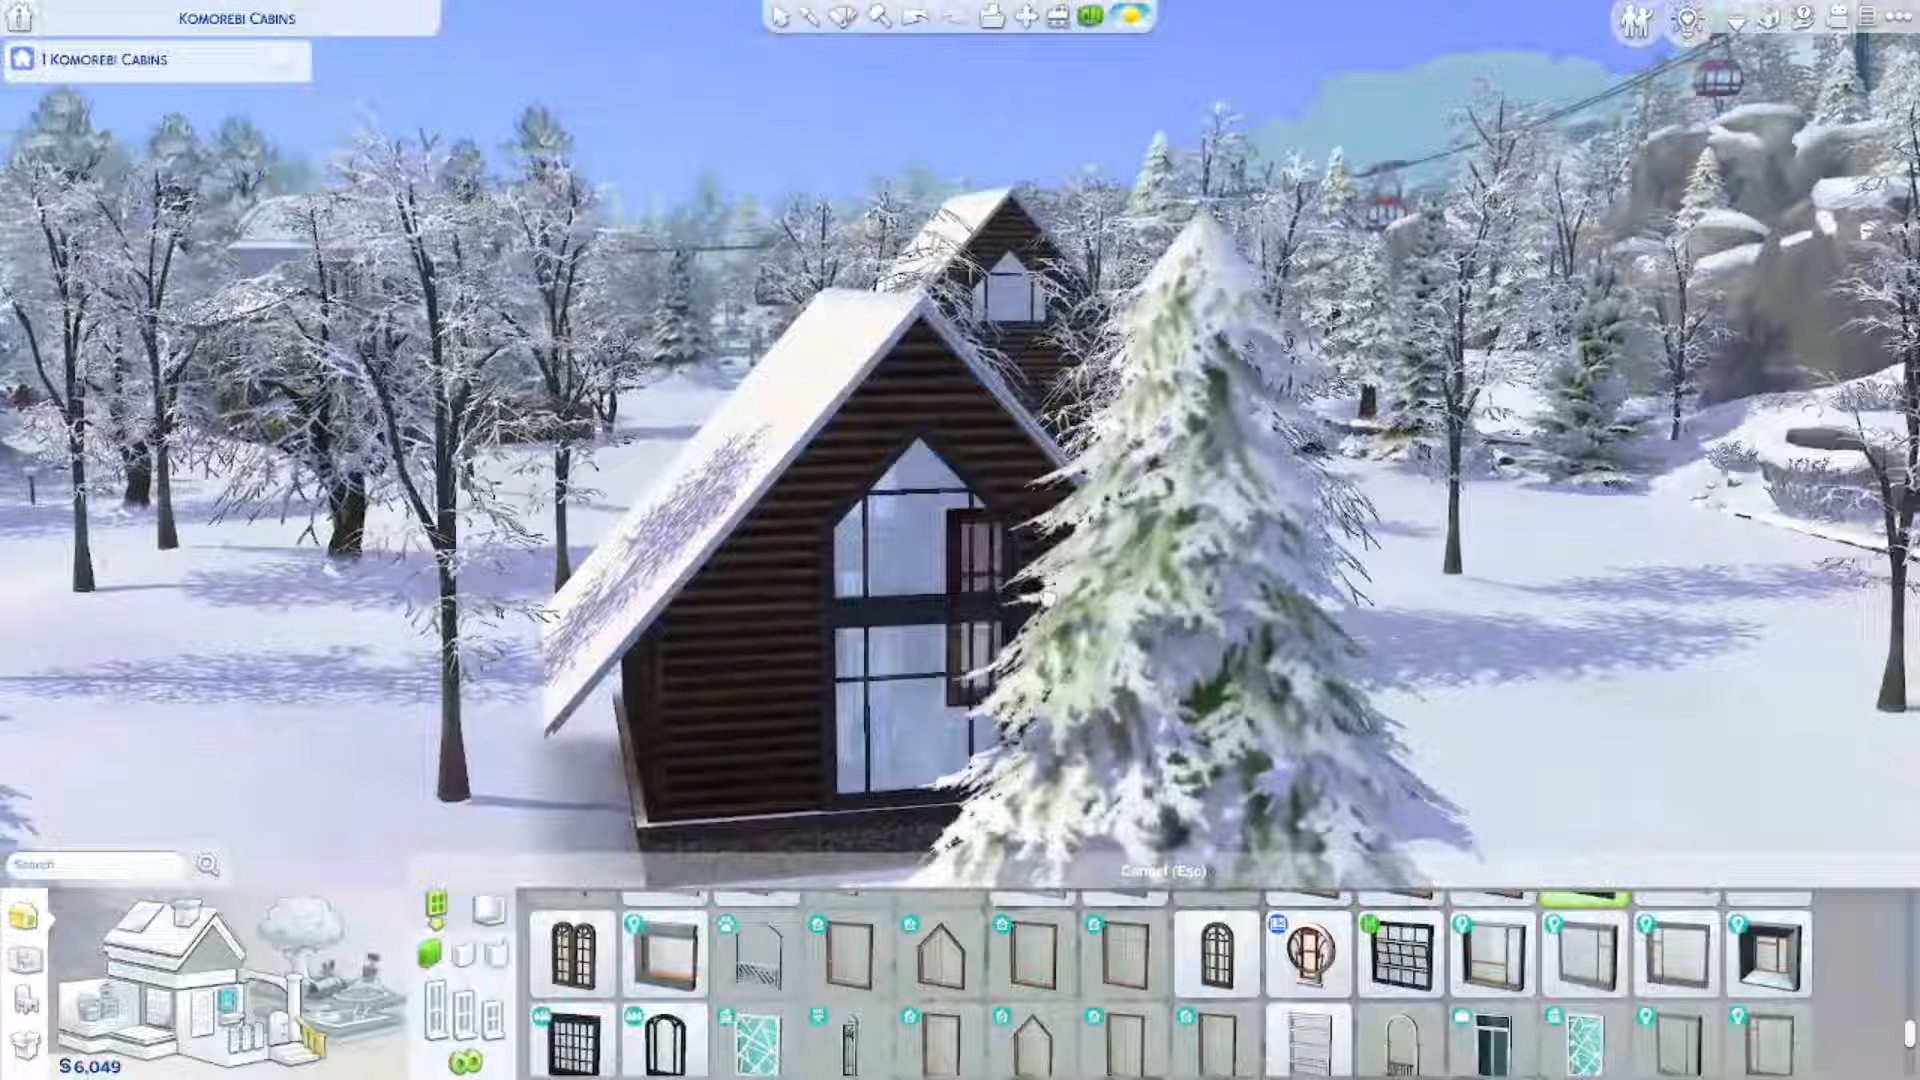 KOMOREBI CABINS
1 KOMOREBI CABINS
Cancel (Esc)
Search
§6,049